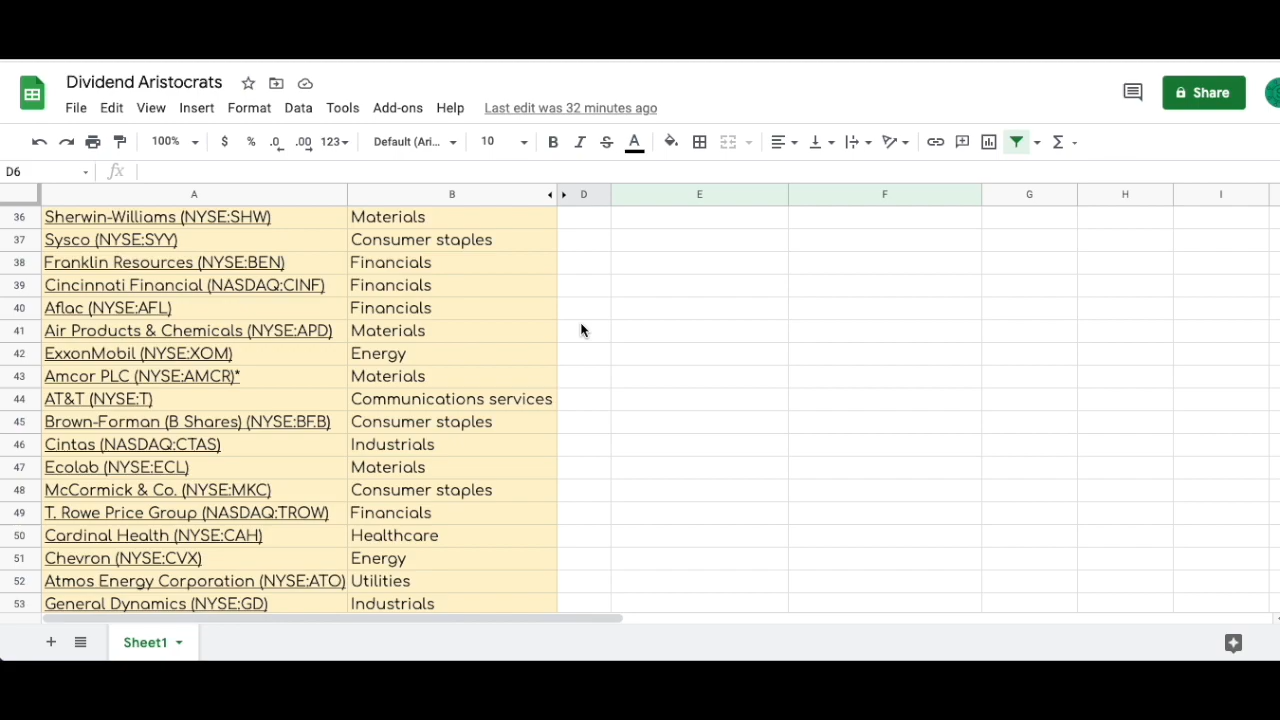 Dividend Aristocrats
File Edit View Insert Format Data Tools Add-ons Help Last edit was 32 minutes ago
Share
100% $ % .0 .00 123 Default (Ari... 10 B I S A Σ
D6 fx
A B D E F G H I
36 Sherwin-Williams (NYSE:SHW) Materials
37 Sysco (NYSE:SYY) Consumer staples
38 Franklin Resources (NYSE:BEN) Financials
39 Cincinnati Financial (NASDAQ:CINF) Financials
40 Aflac (NYSE:AFL) Financials
41 Air Products & Chemicals (NYSE:APD) Materials
42 ExxonMobil (NYSE:XOM) Energy
43 Amcor PLC (NYSE:AMCR)* Materials
44 AT&T (NYSE:T) Communications services
45 Brown-Forman (B Shares) (NYSE:BF.B) Consumer staples
46 Cintas (NASDAQ:CTAS) Industrials
47 Ecolab (NYSE:ECL) Materials
48 McCormick & Co. (NYSE:MKC) Consumer staples
49 T. Rowe Price Group (NASDAQ:TROW) Financials
50 Cardinal Health (NYSE:CAH) Healthcare
51 Chevron (NYSE:CVX) Energy
52 Atmos Energy Corporation (NYSE:ATO) Utilities
53 General Dynamics (NYSE:GD) Industrials
Sheet1